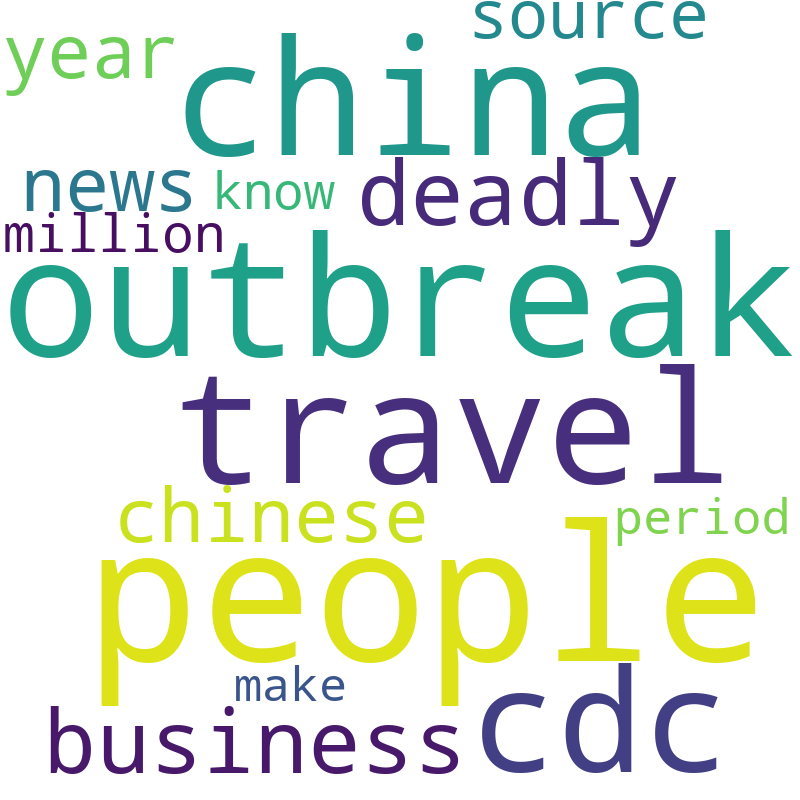 source
year
china
news
know
deadly
million
outbreak
travel
chinese
period
people
make
business
cdc